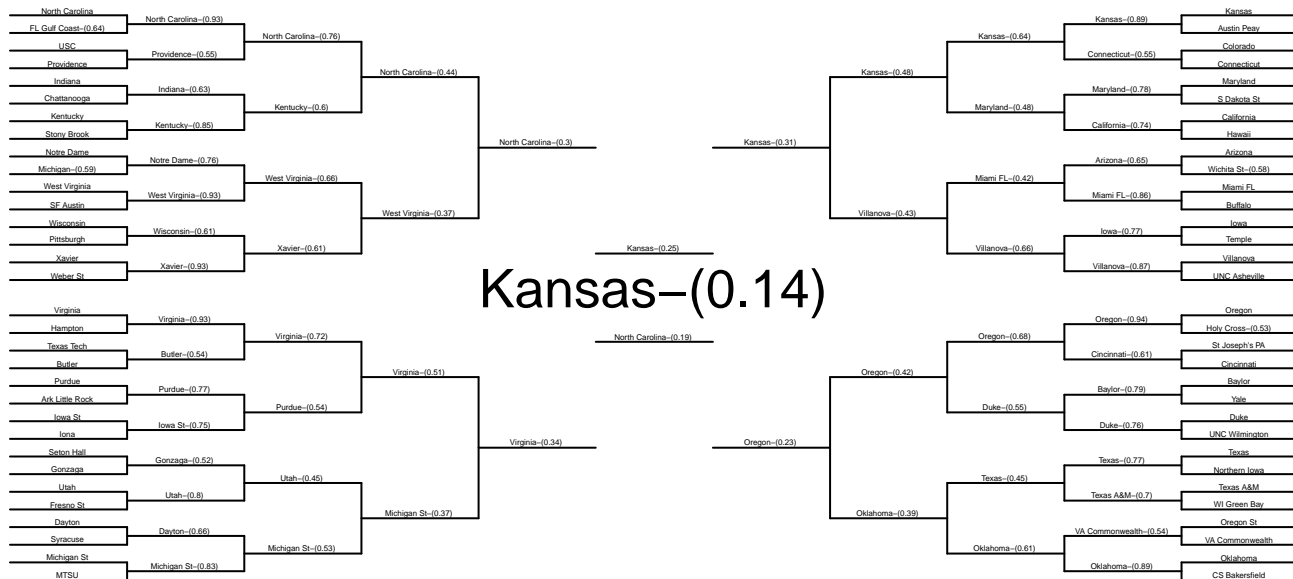 North Carolina
FL Gulf Coast−(0.64)
USC
Providence
Indiana
Chattanooga
Kentucky
Stony Brook
Notre Dame
Michigan−(0.59)
West Virginia
SF Austin
Wisconsin
Pittsburgh
Xavier
Weber St
Virginia
Hampton
Texas Tech
Butler
Purdue
Ark Little Rock
Iowa St
Iona
Seton Hall
Gonzaga
Utah
Fresno St
Dayton
Syracuse
Michigan St
MTSU
North Carolina−(0.93)
Providence−(0.55)
Indiana−(0.63)
Kentucky−(0.85)
Notre Dame−(0.76)
West Virginia−(0.93)
Wisconsin−(0.61)
Xavier−(0.93)
Virginia−(0.93)
Butler−(0.54)
Purdue−(0.77)
Iowa St−(0.75)
Gonzaga−(0.52)
Utah−(0.8)
Dayton−(0.66)
Michigan St−(0.83)
North Carolina−(0.76)
Kentucky−(0.6)
West Virginia−(0.66)
Xavier−(0.61)
Virginia−(0.72)
Purdue−(0.54)
Utah−(0.45)
Michigan St−(0.53)
North Carolina−(0.44)
West Virginia−(0.37)
Virginia−(0.51)
Michigan St−(0.37)
North Carolina−(0.3)
Virginia−(0.34)
Kansas−(0.25)
Kansas−(0.14)
North Carolina−(0.19)
Kansas−(0.31)
Oregon−(0.23)
Kansas−(0.48)
Villanova−(0.43)
Oregon−(0.42)
Oklahoma−(0.39)
Kansas−(0.64)
Maryland−(0.48)
Miami FL−(0.42)
Villanova−(0.66)
Oregon−(0.68)
Duke−(0.55)
Texas−(0.45)
Oklahoma−(0.61)
Kansas−(0.89)
Connecticut−(0.55)
Maryland−(0.78)
California−(0.74)
Arizona−(0.65)
Miami FL−(0.86)
Iowa−(0.77)
Villanova−(0.87)
Oregon−(0.94)
Cincinnati−(0.61)
Baylor−(0.79)
Duke−(0.76)
Texas−(0.77)
Texas A&M−(0.7)
VA Commonwealth−(0.54)
Oklahoma−(0.89)
Kansas
Austin Peay
Colorado
Connecticut
Maryland
S Dakota St
California
Hawaii
Arizona
Wichita St−(0.58)
Miami FL
Buffalo
Iowa
Temple
Villanova
UNC Asheville
Oregon
Holy Cross−(0.53)
St Joseph's PA
Cincinnati
Baylor
Yale
Duke
UNC Wilmington
Texas
Northern Iowa
Texas A&M
WI Green Bay
Oregon St
VA Commonwealth
Oklahoma
CS Bakersfield